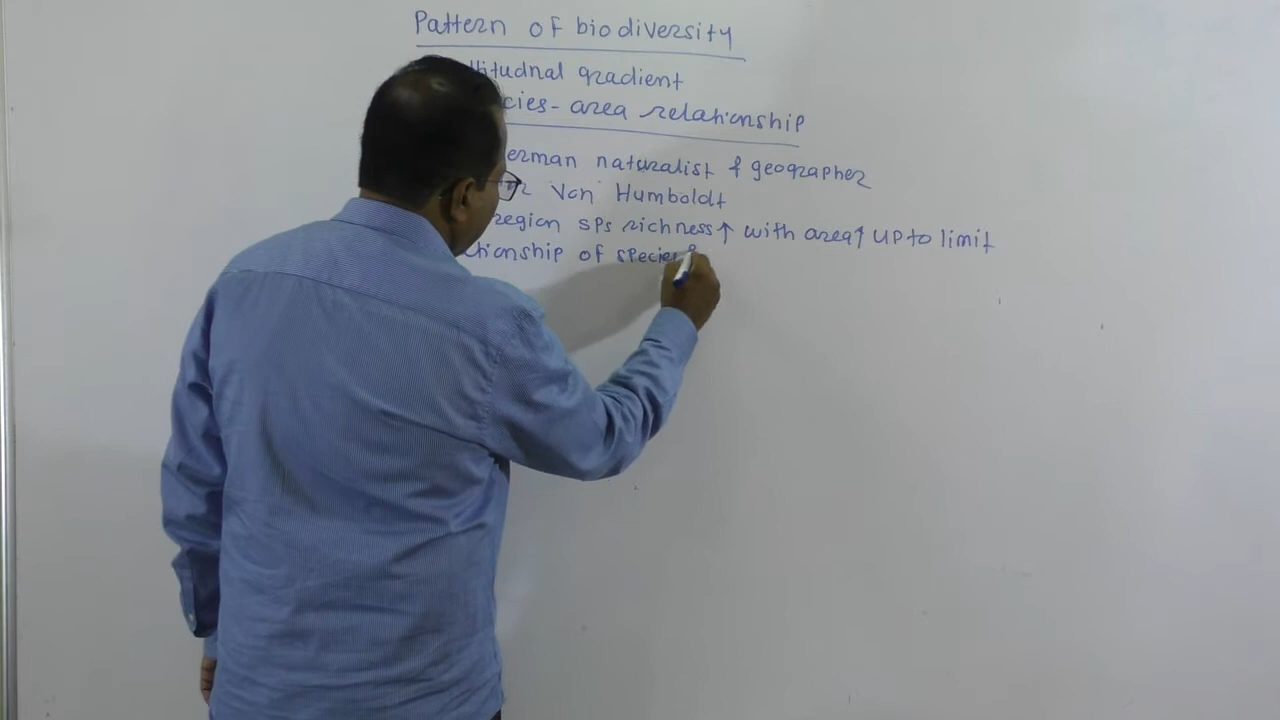 Pattern of biodiversity
titudnal gradient
cies-area relationship
erman naturalist & geographer
Von Humboldt
region SPs richness↑ with area↑ UPto limit
tionship of species